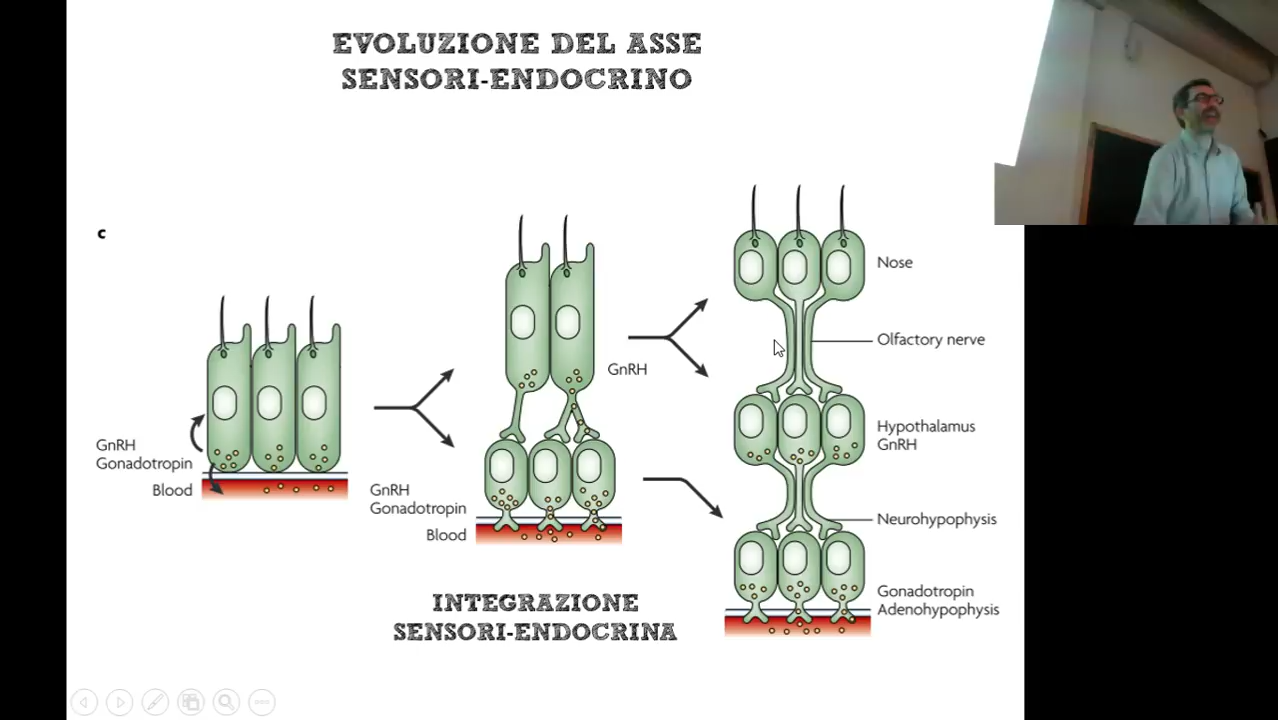 EVOLUZIONE DEL ASSE
SENSORI-ENDOCRINO
c
GnRH
Gonadotropin
Blood
GnRH
GnRH
Gonadotropin
Blood
Nose
Olfactory nerve
Hypothalamus
GnRH
Neurohypophysis
Gonadotropin
Adenohypophysis
INTEGRAZIONE
SENSORI-ENDOCRINA